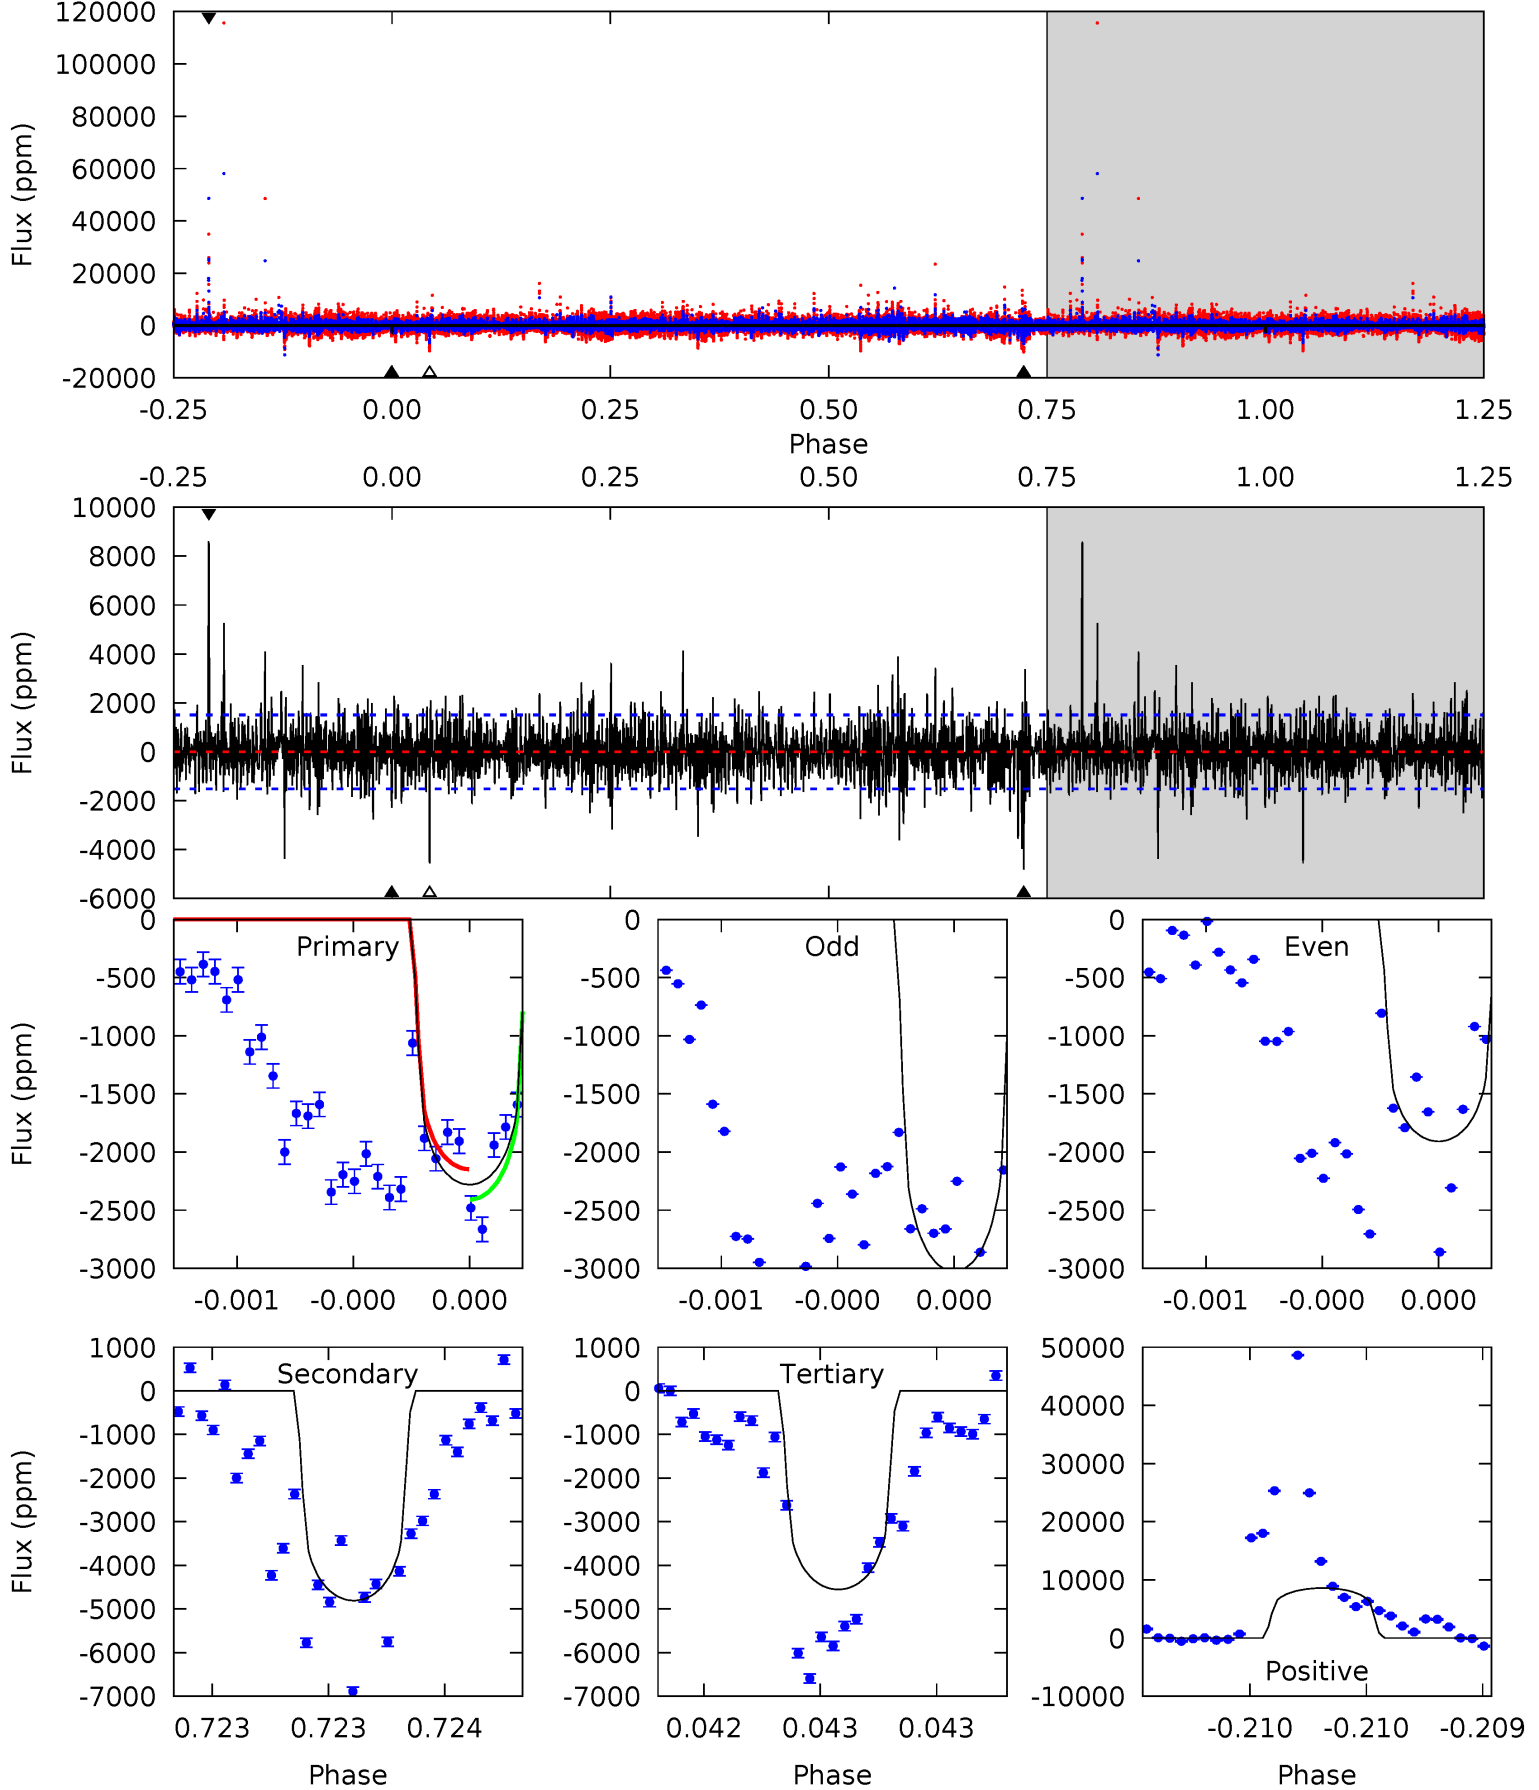 120000
100000
80000
60000
40000
20000
0
-20000
Flux (ppm)
-0.25 0.00 0.25 0.50 0.75 1.00 1.25
Phase
-0.25 0.00 0.25 0.50 0.75 1.00 1.25
10000
8000
6000
4000
2000
0
-2000
-4000
-6000
Flux (ppm)
Primary
0
-500
-1000
-1500
-2000
-2500
-3000
Flux (ppm)
-0.001 -0.000 0.000
Odd
0
-500
-1000
-1500
-2000
-2500
-3000
-0.001 -0.000 0.000
Even
0
-500
-1000
-1500
-2000
-2500
-3000
-0.001 -0.000 0.000
Secondary
1000
0
-1000
-2000
-3000
-4000
-5000
-6000
-7000
Flux (ppm)
0.723 0.723 0.724
Phase
Tertiary
1000
0
-1000
-2000
-3000
-4000
-5000
-6000
-7000
0.042 0.043 0.043
Phase
Positive
50000
40000
30000
20000
10000
0
-10000
-0.210 -0.210 -0.209
Phase